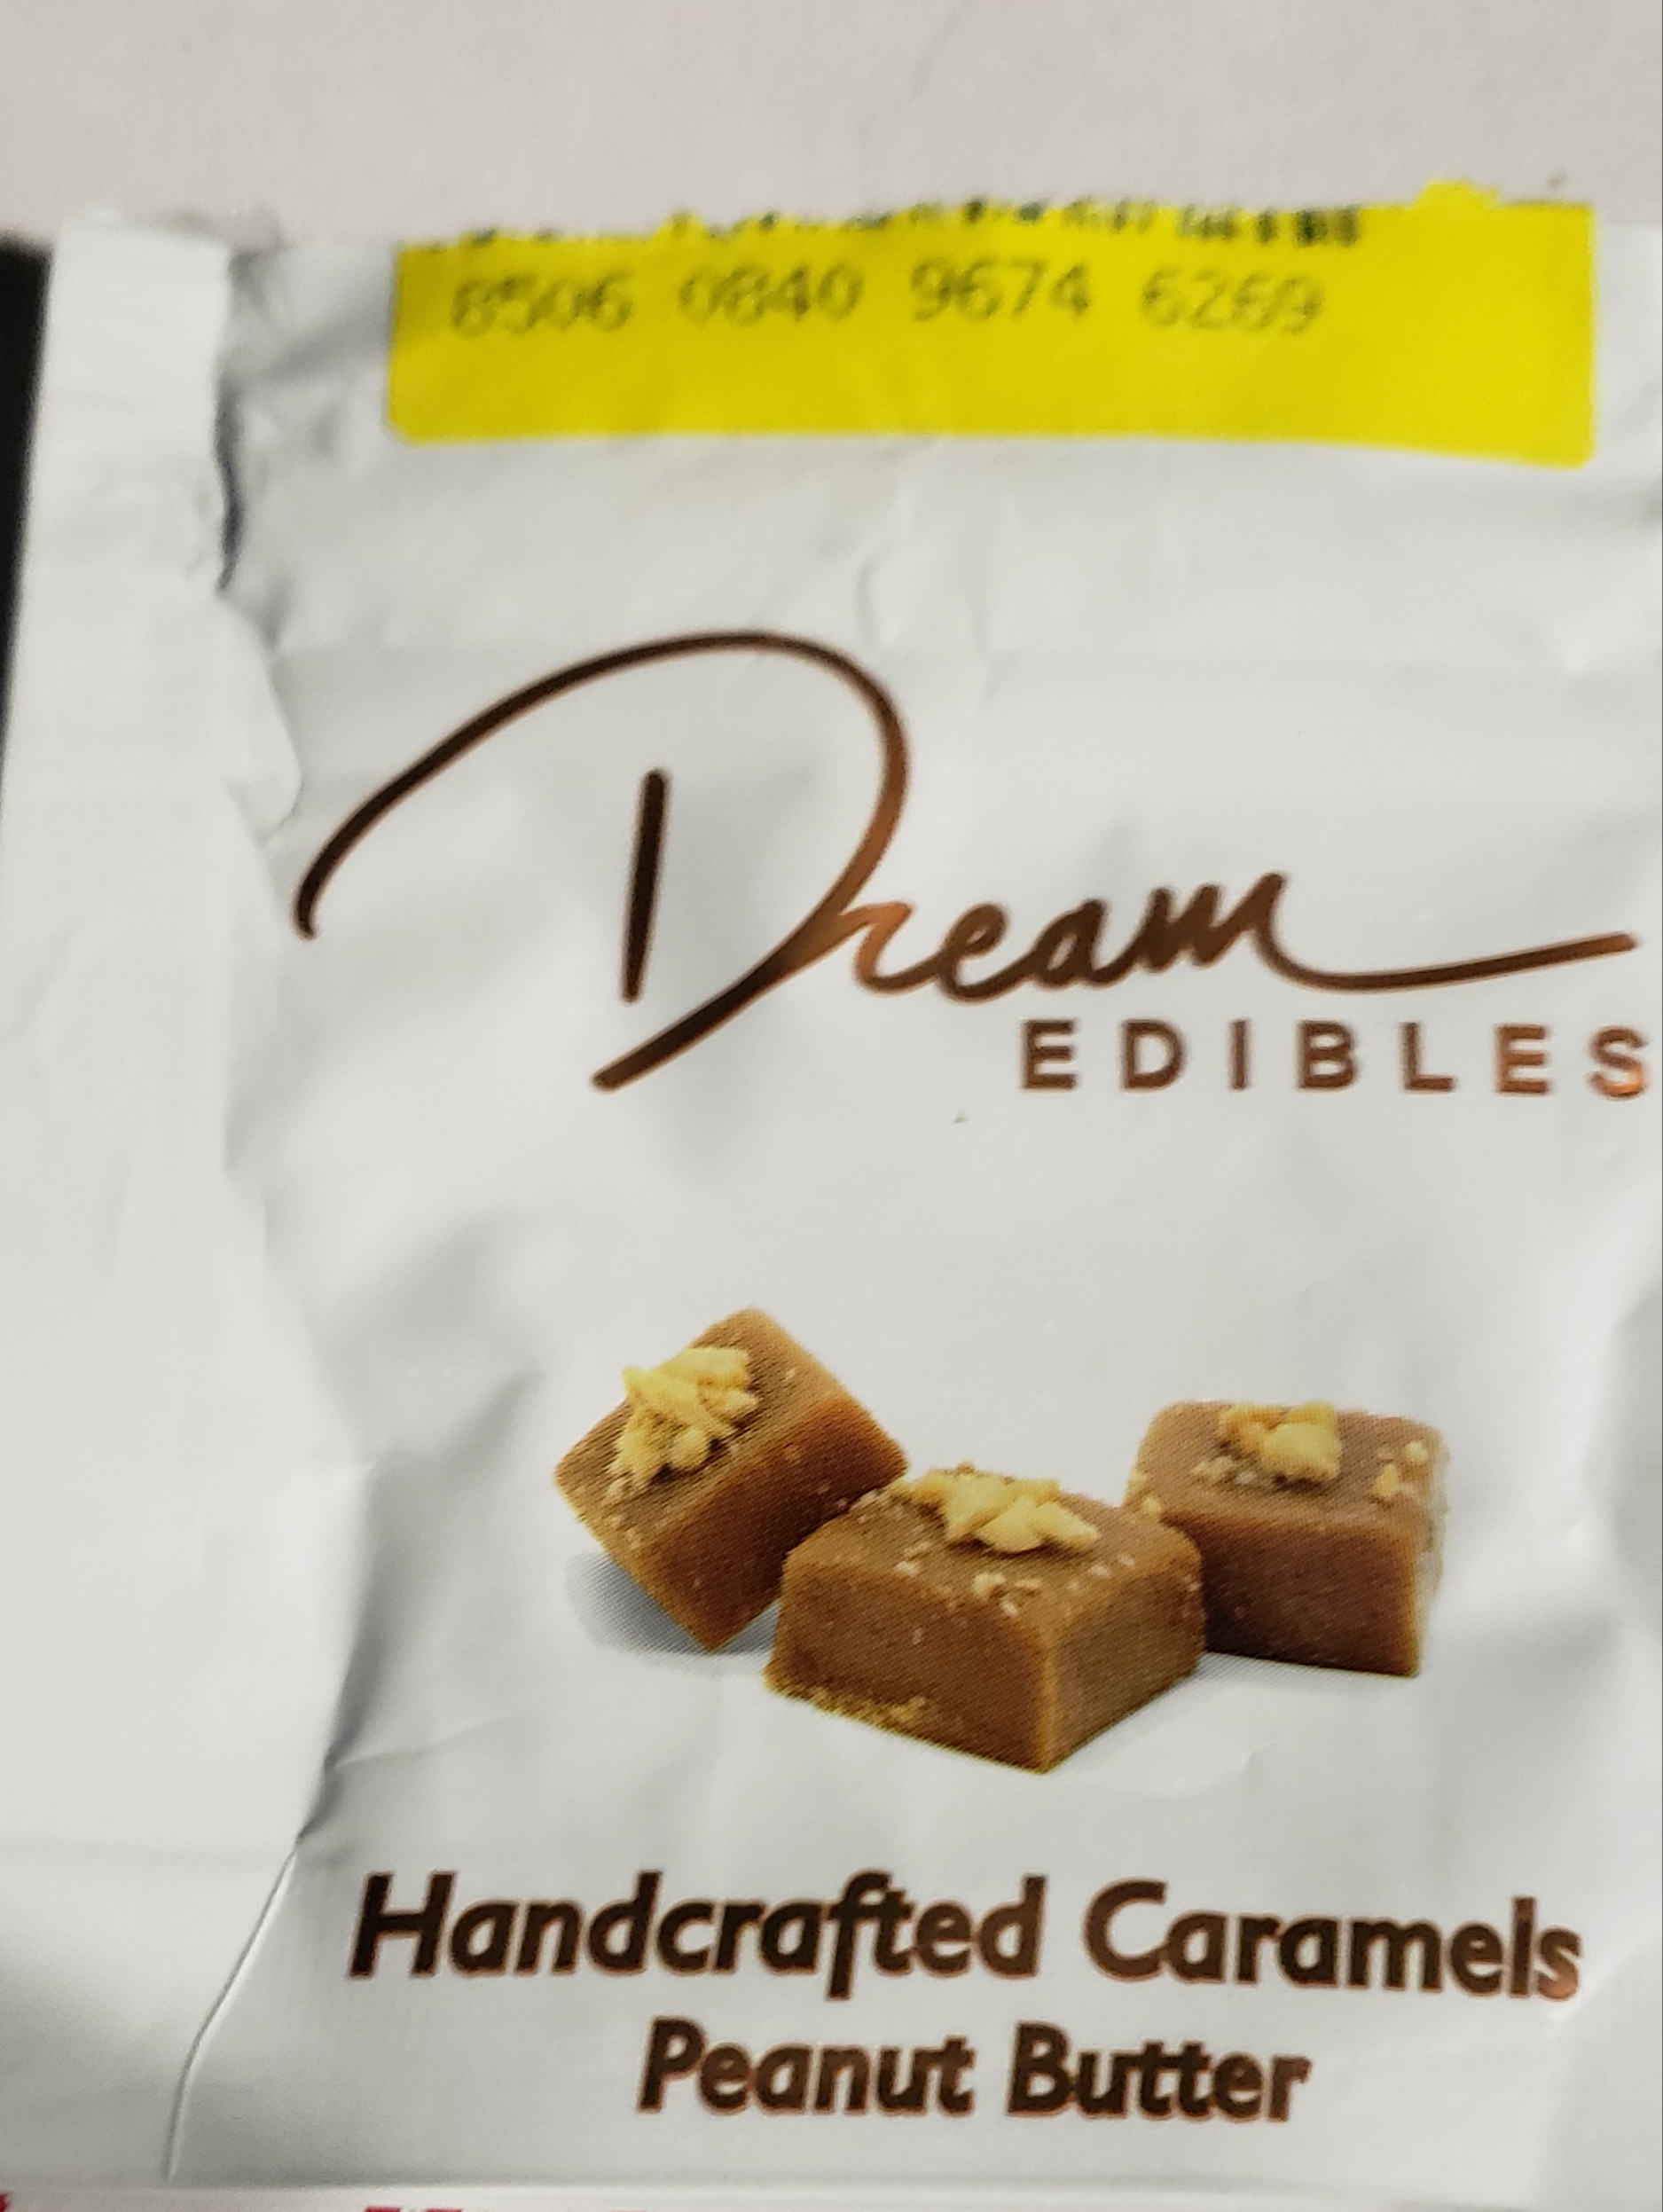 8506 0840 9674 6269
Dream
EDIBLES
Handcrafted Caramels
Peanut Butter